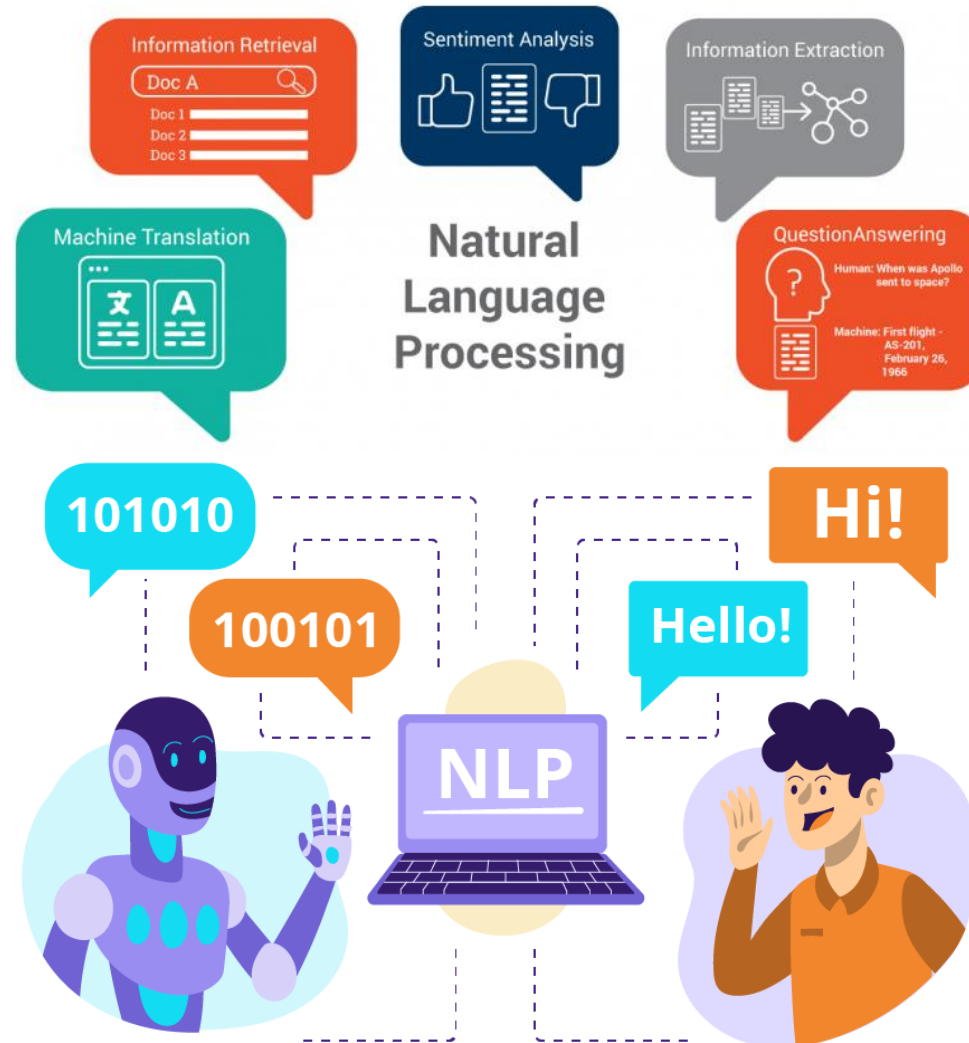 Information Retrieval
Doc A
Doc 1
Doc 2
Doc 3
Sentiment Analysis
Information Extraction
Machine Translation
文 A
Natural
Language
Processing
QuestionAnswering
?
Human: When was Apollo
sent to space?
Machine: First flight -
AS-201,
February 26,
1966
101010
Hi!
100101
Hello!
NLP